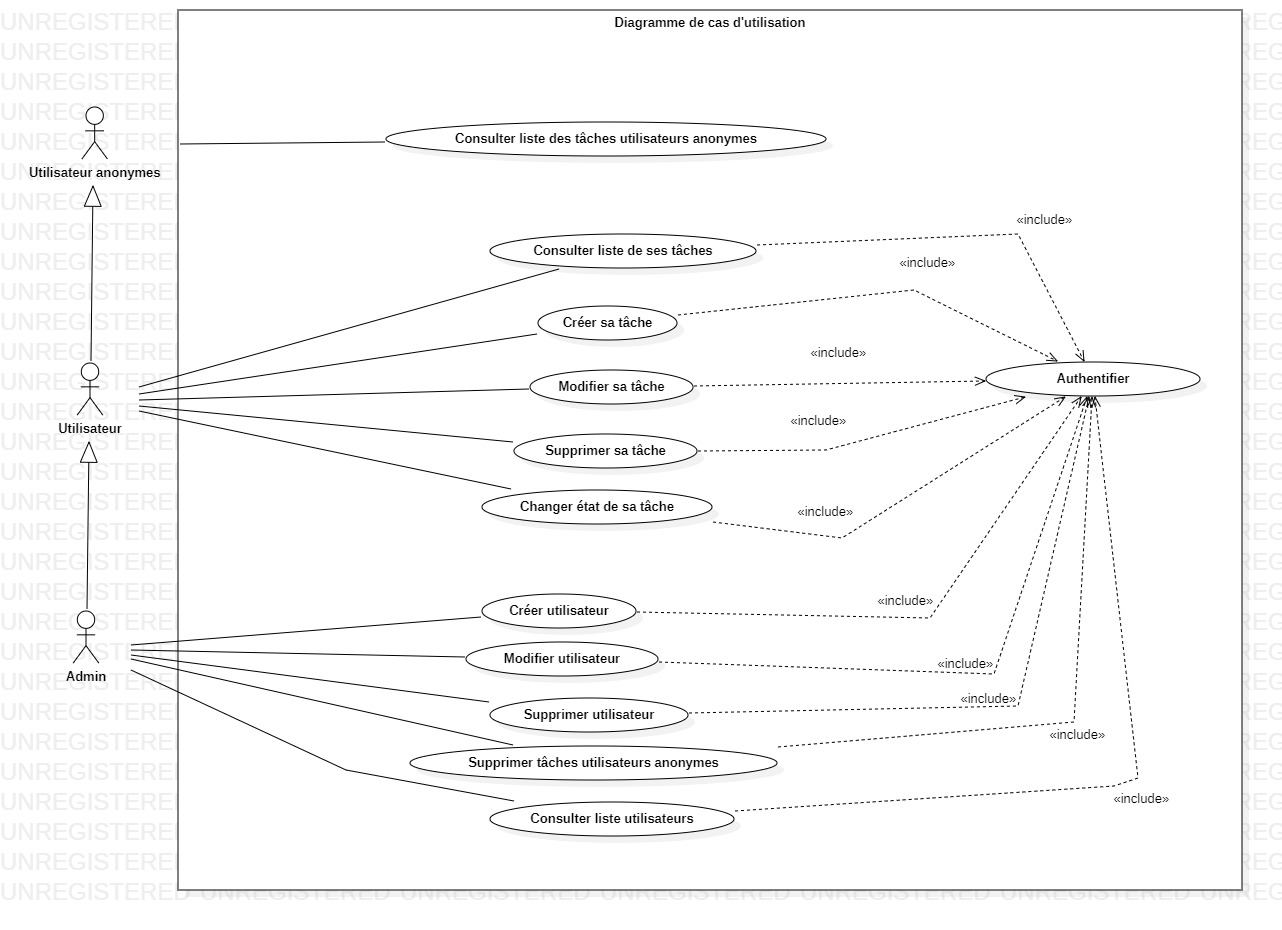 Diagramme de cas d'utilisation
Consulter liste des tâches utilisateurs anonymes
Utilisateur anonymes
«include»
Consulter liste de ses tâches
«include»
Créer sa tâche
«include»
Authentifier
Modifier sa tâche
«include»
Utilisateur
Supprimer sa tâche
Changer état de sa tâche
«include»
«include»
Créer utilisateur
Modifier utilisateur
«include»
Admin
«include»
Supprimer utilisateur
«include»
Supprimer tâches utilisateurs anonymes
«include»
Consulter liste utilisateurs
UNREGISTERED UNREGISTERED UNREGISTERED UNREGISTERED UNREGISTERED UNREGISTERED